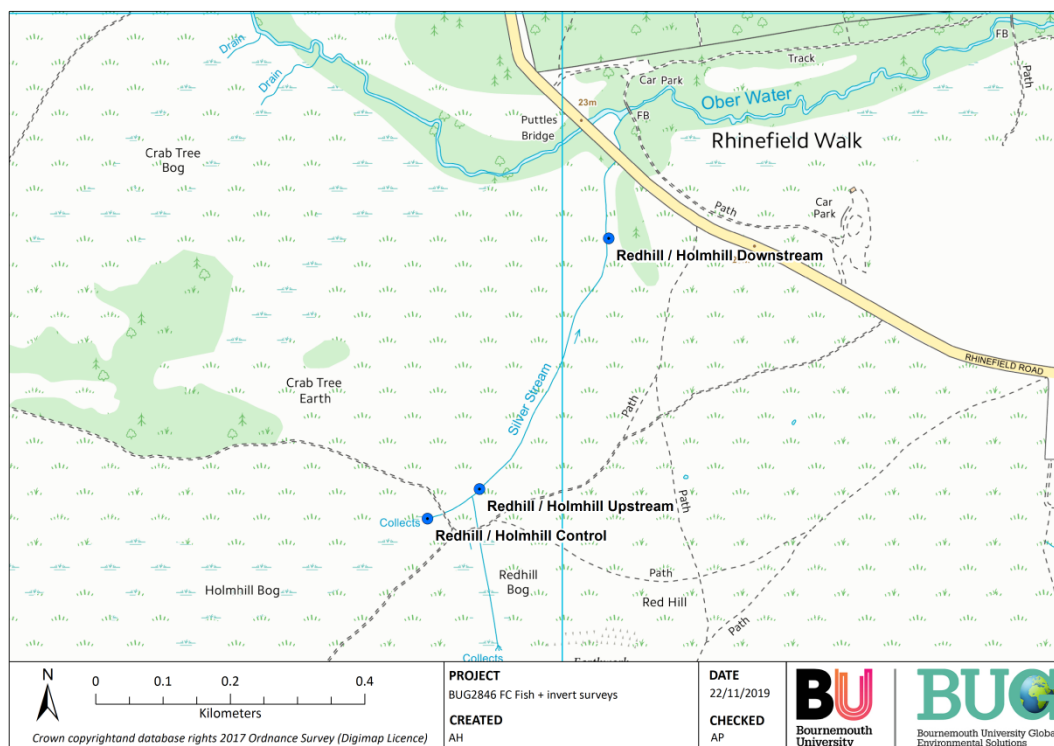 Drain
Drain
Car Park
Track
FB
Path
Ober Water
23m
Puttles
Bridge
FB
Rhinefield Walk
Crab Tree
Bog
Path
Car
Park
Redhill / Holmhill Downstream
RHINEFIELD ROAD
Crab Tree
Earth
Silver Stream
Path
Path
Redhill / Holmhill Upstream
Collects
Redhill / Holmhill Control
Holmhill Bog
Redhill
Bog
Path
Red Hill
Path
Collects
N
0 0.1 0.2 0.4
Kilometers
Crown copyrightand database rights 2017 Ordnance Survey (Digimap Licence)
PROJECT
BUG2846 FC Fish + invert surveys
CREATED
AH
DATE
22/11/2019
CHECKED
AP
BU
Bournemouth
University
BUG
Bournemouth University Global
Environmental Solutions